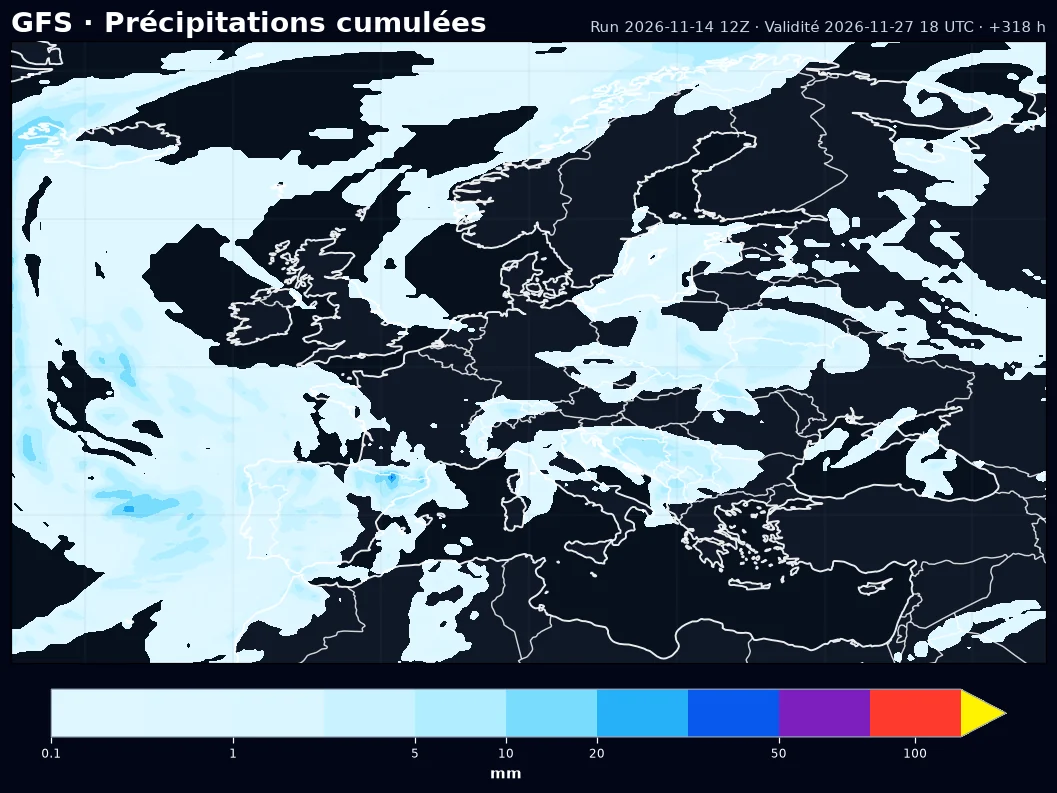 GFS · Précipitations cumulées
Run 2026-11-14 12Z · Validité 2026-11-27 18 UTC · +318 h
0.1 1 5 10 20 50 100
mm